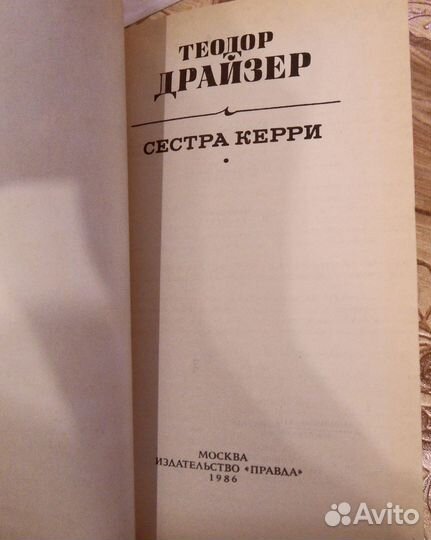 ТЕОДОР
ДРАЙЗЕР
СЕСТРА КЕРРИ
МОСКВА
ИЗДАТЕЛЬСТВО «ПРАВДА»
1986
Avito